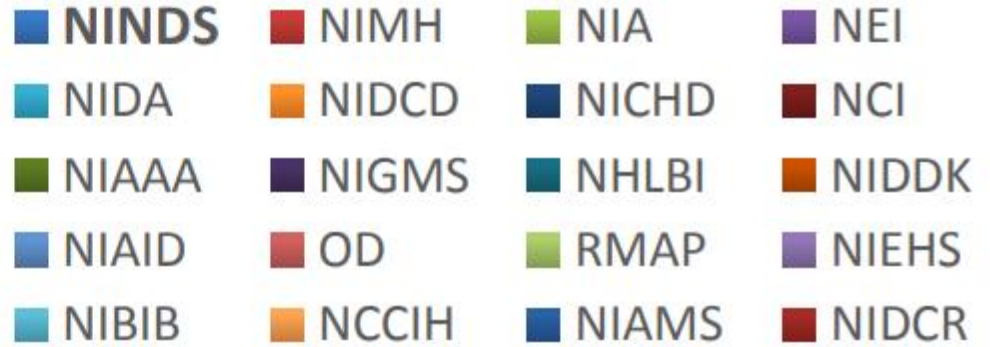 NINDS NIMH NIA NEI
NIDA NIDCD NICHD NCI
NIAAA NIGMS NHLBI NIDDK
NIAID OD RMAP NIEHS
NIBIB NCCIH NIAMS NIDCR